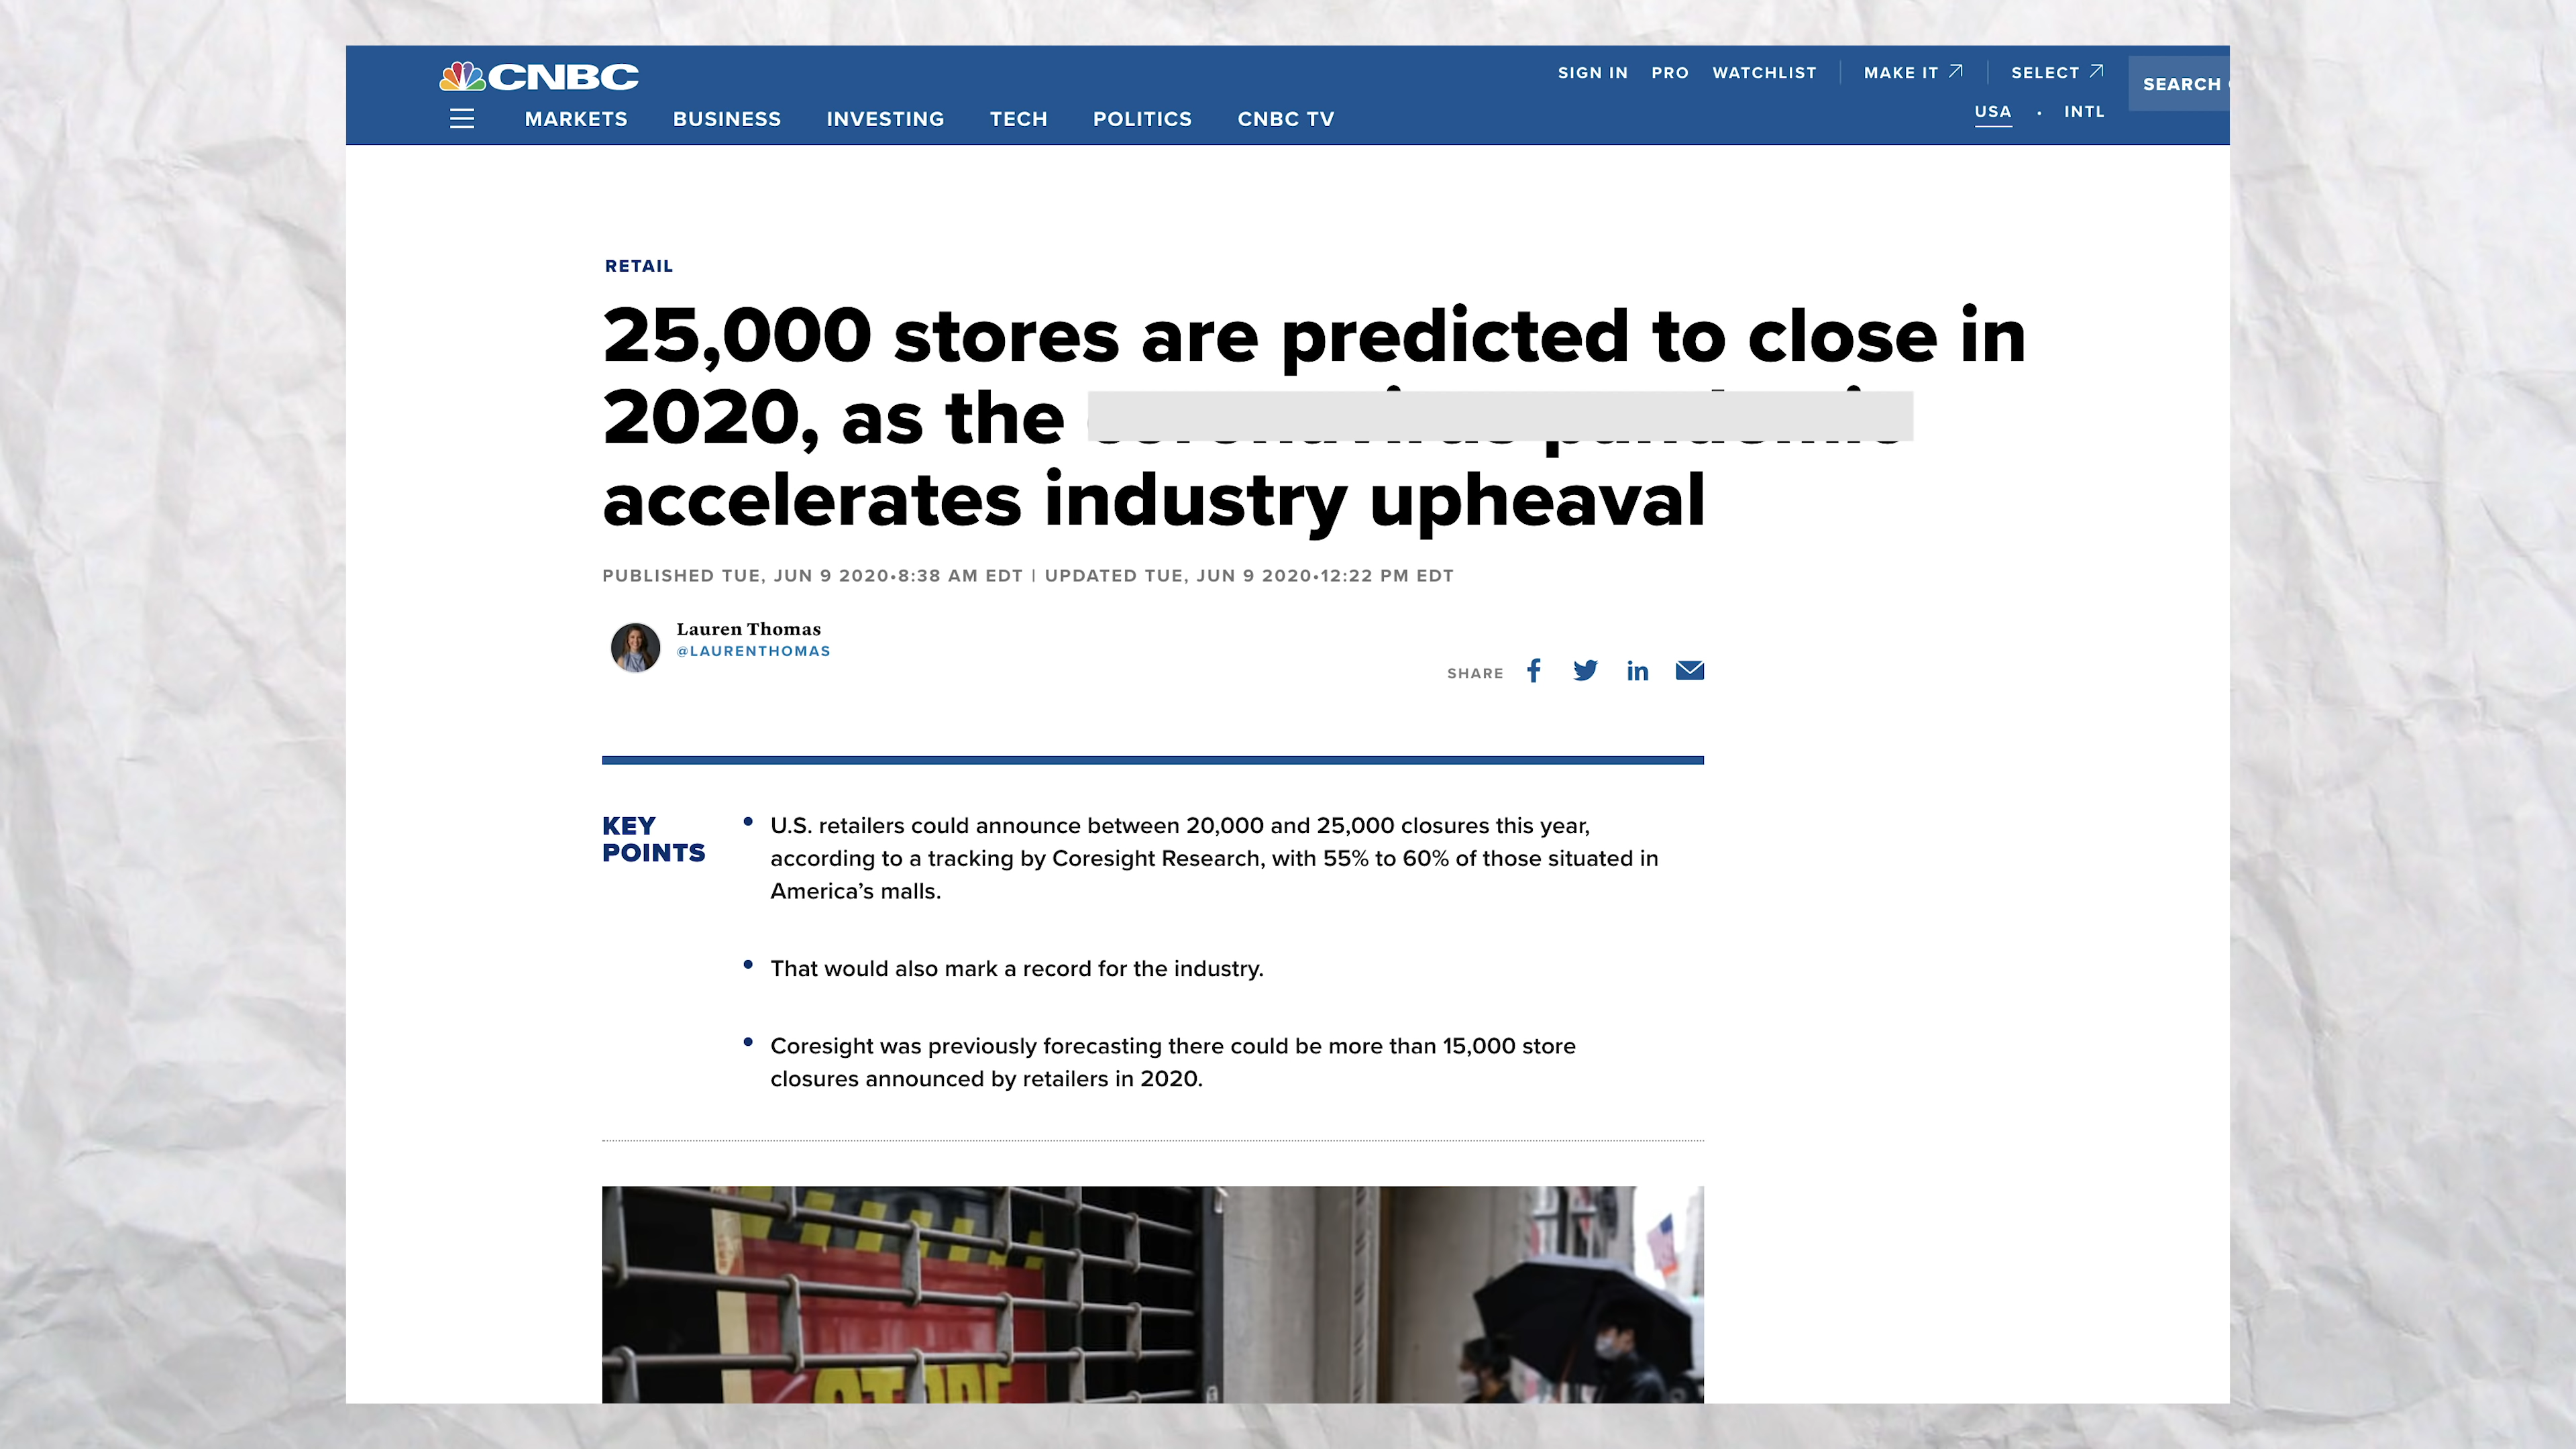 CNBC
SIGN IN PRO WATCHLIST MAKE IT SELECT SEARCH
USA • INTL
MARKETS BUSINESS INVESTING TECH POLITICS CNBC TV
RETAIL
25,000 stores are predicted to close in
2020, as the
accelerates industry upheaval
PUBLISHED TUE, JUN 9 2020•8:38 AM EDT | UPDATED TUE, JUN 9 2020•12:22 PM EDT
Lauren Thomas
@LAURENTHOMAS
SHARE
KEY
POINTS
• U.S. retailers could announce between 20,000 and 25,000 closures this year,
according to a tracking by Coresight Research, with 55% to 60% of those situated in
America’s malls.
• That would also mark a record for the industry.
• Coresight was previously forecasting there could be more than 15,000 store
closures announced by retailers in 2020.